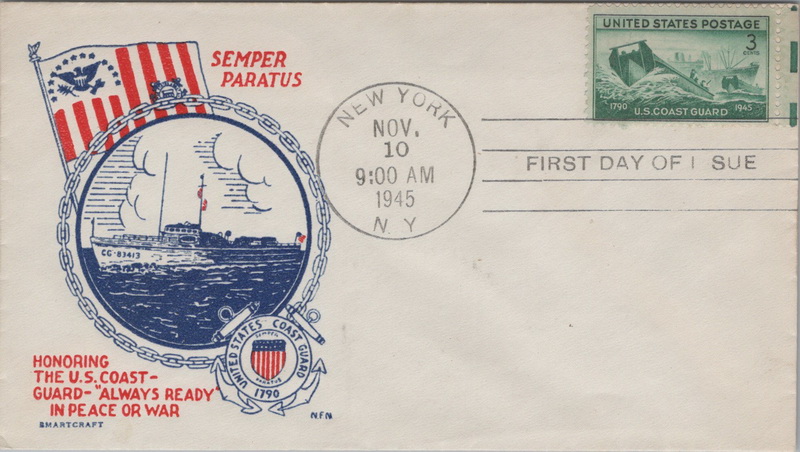 SEMPER
PARATUS
CG-83413
UNITED STATES COAST GUARD
SEMPER
PARATUS
1790
HONORING
THE U.S. COAST-
GUARD-"ALWAYS READY"
IN PEACE OR WAR
SMARTCRAFT
N.F.N.
NEW YORK
NOV.
10
9:00 AM
1945
N.Y
UNITED STATES POSTAGE
3
CENTS
1790 1945
U.S. COAST GUARD
FIRST DAY OF I SUE